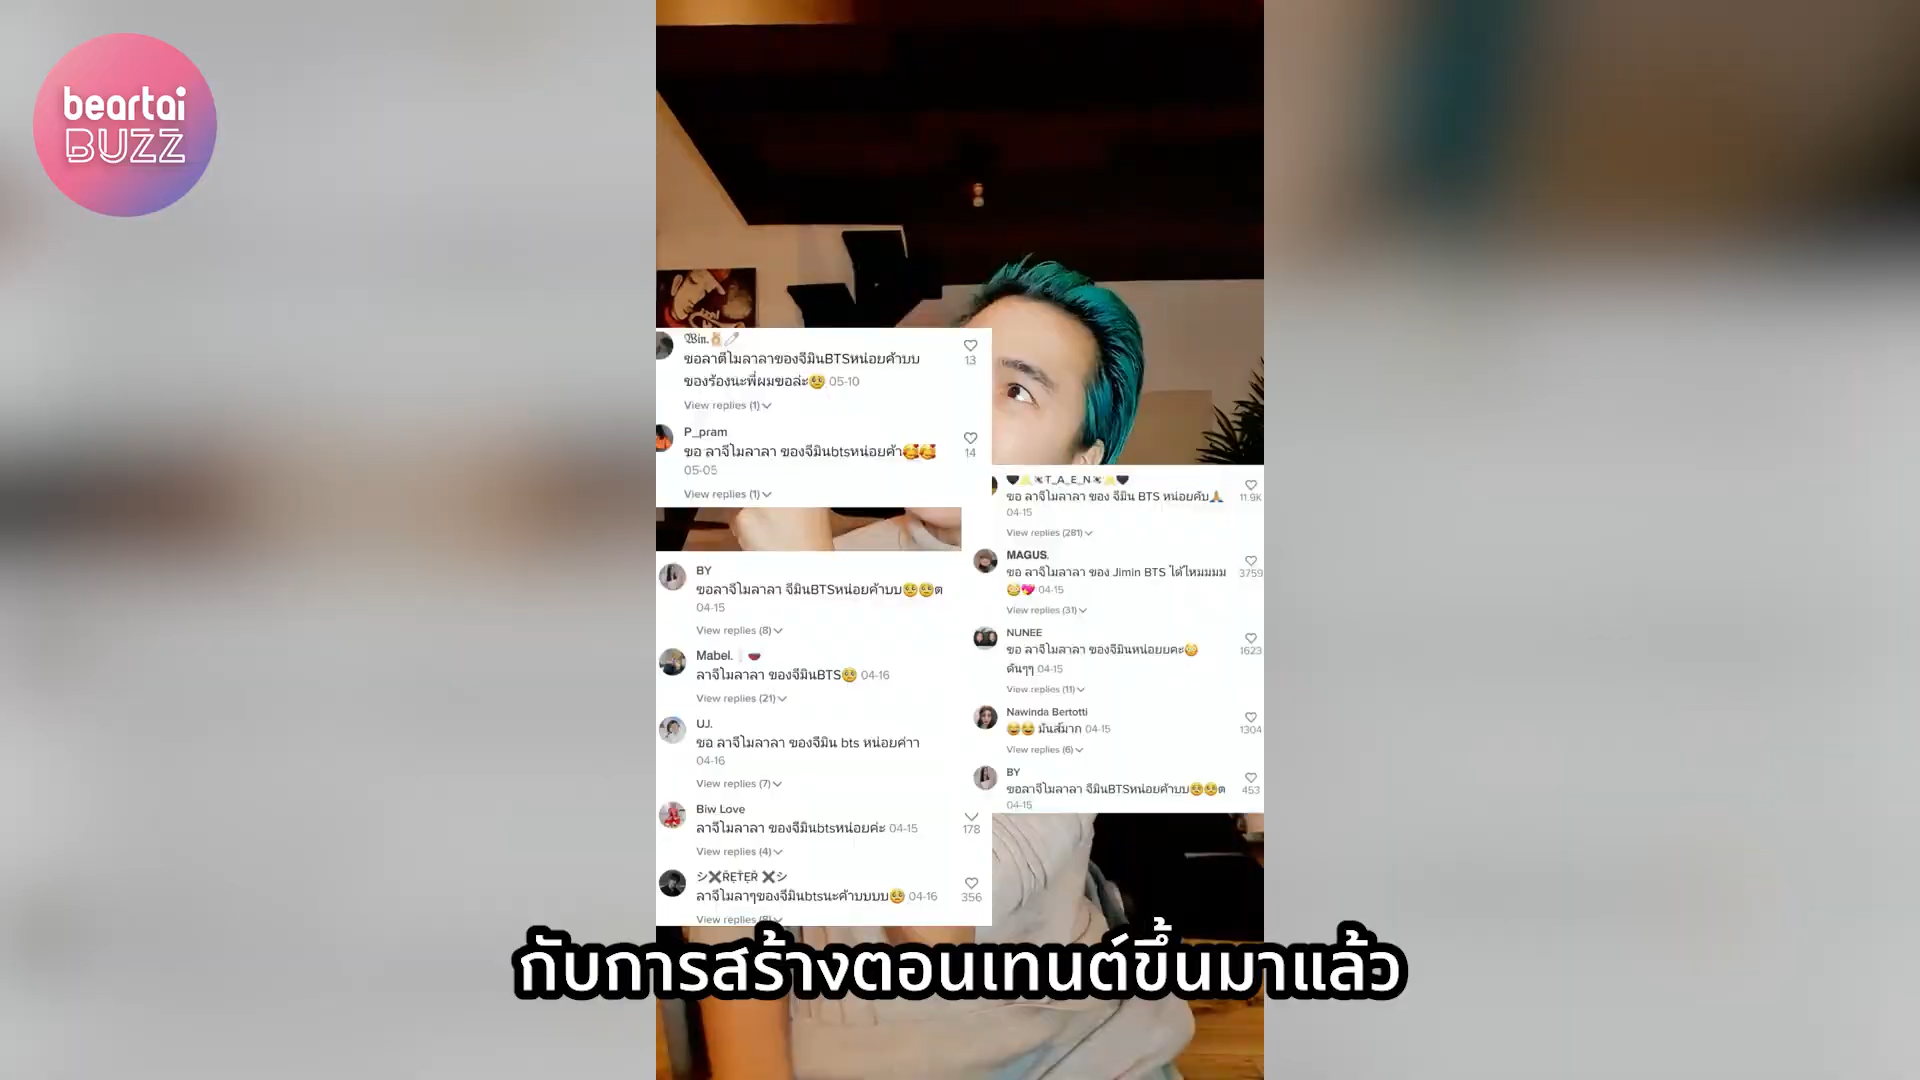 beartai
BUZZ
Win.
ขอลาตีไมลาลาของจีมินBTSหน่อยค้าบบ
ของร้องนะพี่ผมขอล่ะ🥺 05-10
View replies (1)
13
P_pram
ขอ ลาจีไมลาลา ของจีมินbtsหน่อยค้า🥰🥰
05-05
View replies (1)
14
BY
ขอลาจีไมลาลา จีมินBTSหน่อยค้าบบ🥺🥺ต
04-15
View replies (8)
Mabel.
ลาจีไมลาลา ของจีมินBTS🥺 04-16
View replies (21)
UJ.
ขอ ลาจีไมลาลา ของจีมิน bts หน่อยค่าา
04-16
View replies (7)
Biw Love
ลาจีไมลาลา ของจีมินbtsหน่อยค่ะ 04-15
View replies (4)
178
シ✖ŘẸŤẸŘ ✖シ
ลาจีไมลาๆของจีมินbtsนะค้าบบบบ🥺 04-16
View replies (8)
356
T_A_E_N
ขอ ลาจีไมลาลา ของ จีมิน BTS หน่อยคับ🙏
04-15
View replies (281)
11.9K
MAGUS.
ขอ ลาจีไมลาลา ของ Jimin BTS ได้ไหมมมม
😳💖 04-15
View replies (31)
3759
NUNEE
ขอ ลาจีไมลาลา ของจีมินหน่อยยคะ😳
ดันๆๆ 04-15
View replies (11)
1623
Nawinda Bertotti
😂😂 มันส์มาก 04-15
View replies (6)
1304
BY
ขอลาจีไมลาลา จีมินBTSหน่อยค้าบบ🥺🥺ต
04-15
453
กับการสร้างตอนเทนต์ขึ้นมาแล้ว